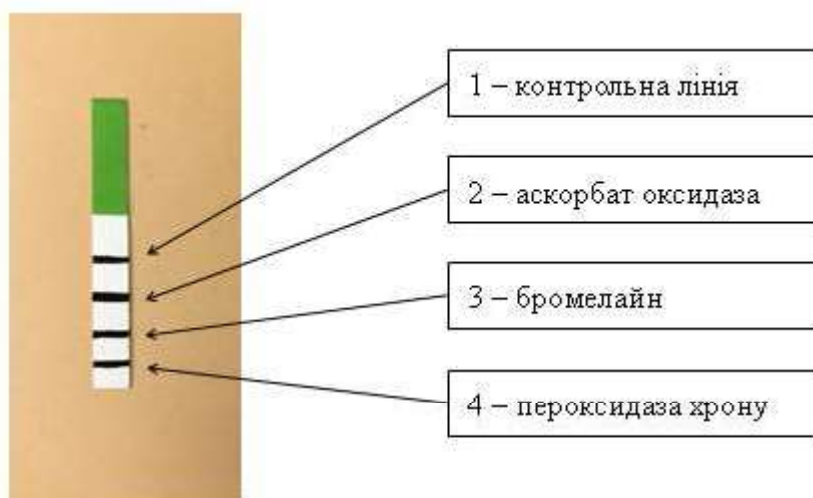 1 – контрольна лінія
2 – аскорбат оксидаза
3 – бромелайн
4 – пероксидаза хрону